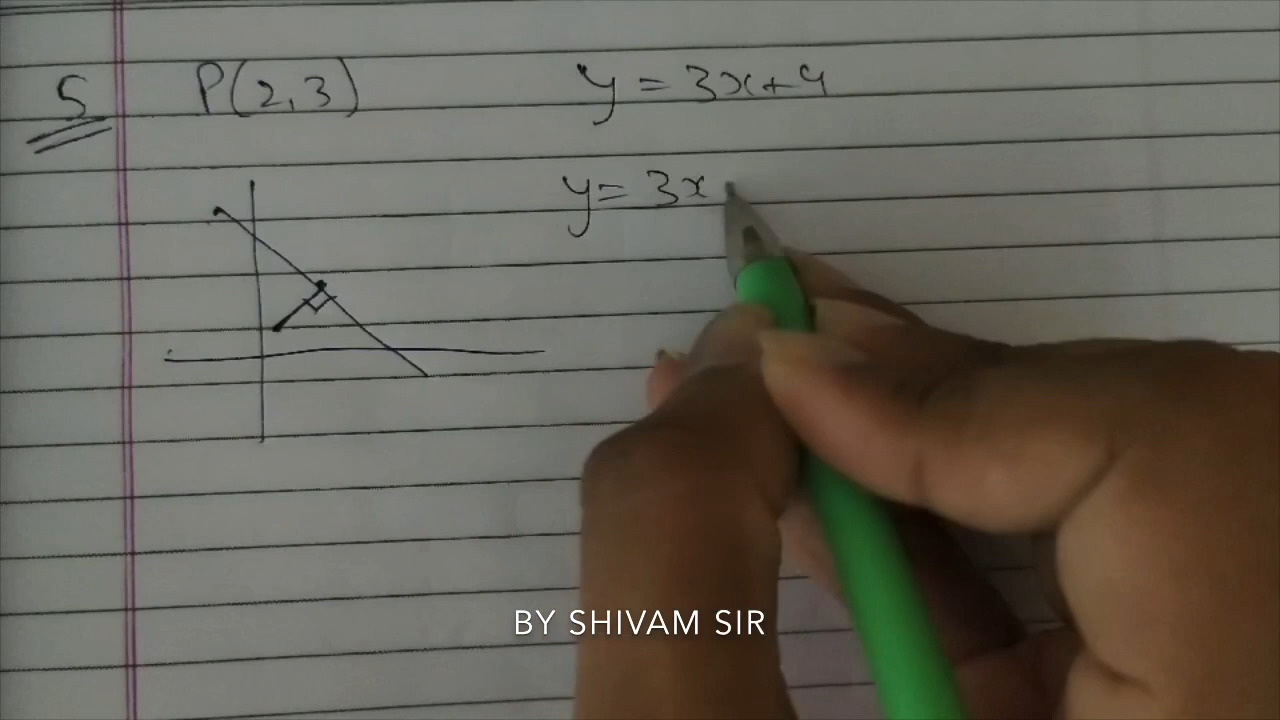 5 P(2,3) y = 3x+4
y = 3x
BY SHIVAM SIR